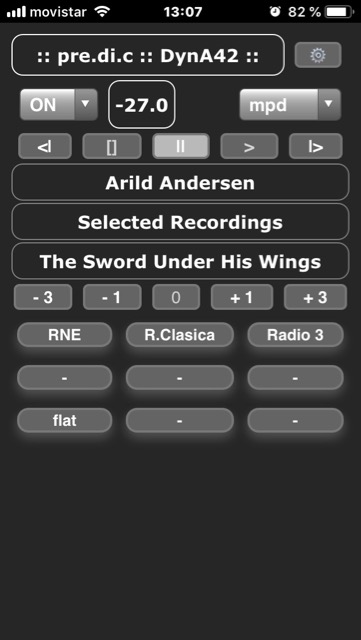 movistar 13:07 82 %
:: pre.di.c :: DynA42 ::
ON -27.0 mpd
<| [] || > |>
Arild Andersen
Selected Recordings
The Sword Under His Wings
- 3 - 1 0 + 1 + 3
RNE R.Clasica Radio 3
- - -
flat - -